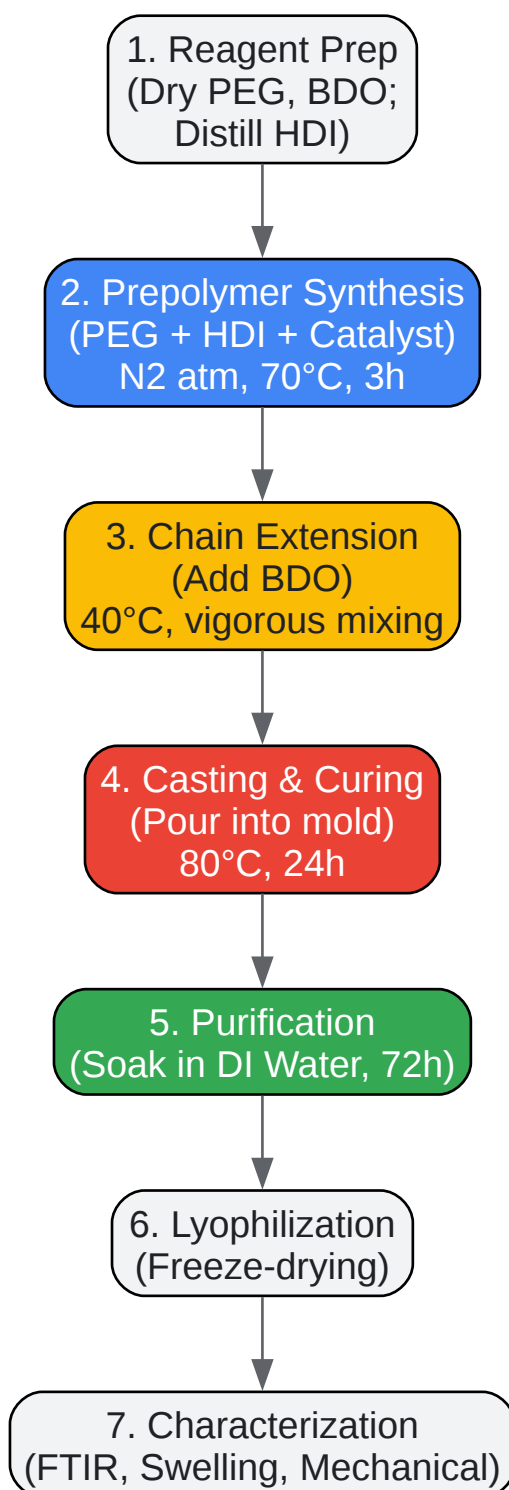 1. Reagent Prep
(Dry PEG, BDO;
Distill HDI)
2. Prepolymer Synthesis
(PEG + HDI + Catalyst)
N2 atm, 70°C, 3h
3. Chain Extension
(Add BDO)
40°C, vigorous mixing
4. Casting & Curing
(Pour into mold)
80°C, 24h
5. Purification
(Soak in DI Water, 72h)
6. Lyophilization
(Freeze-drying)
7. Characterization
(FTIR, Swelling, Mechanical)